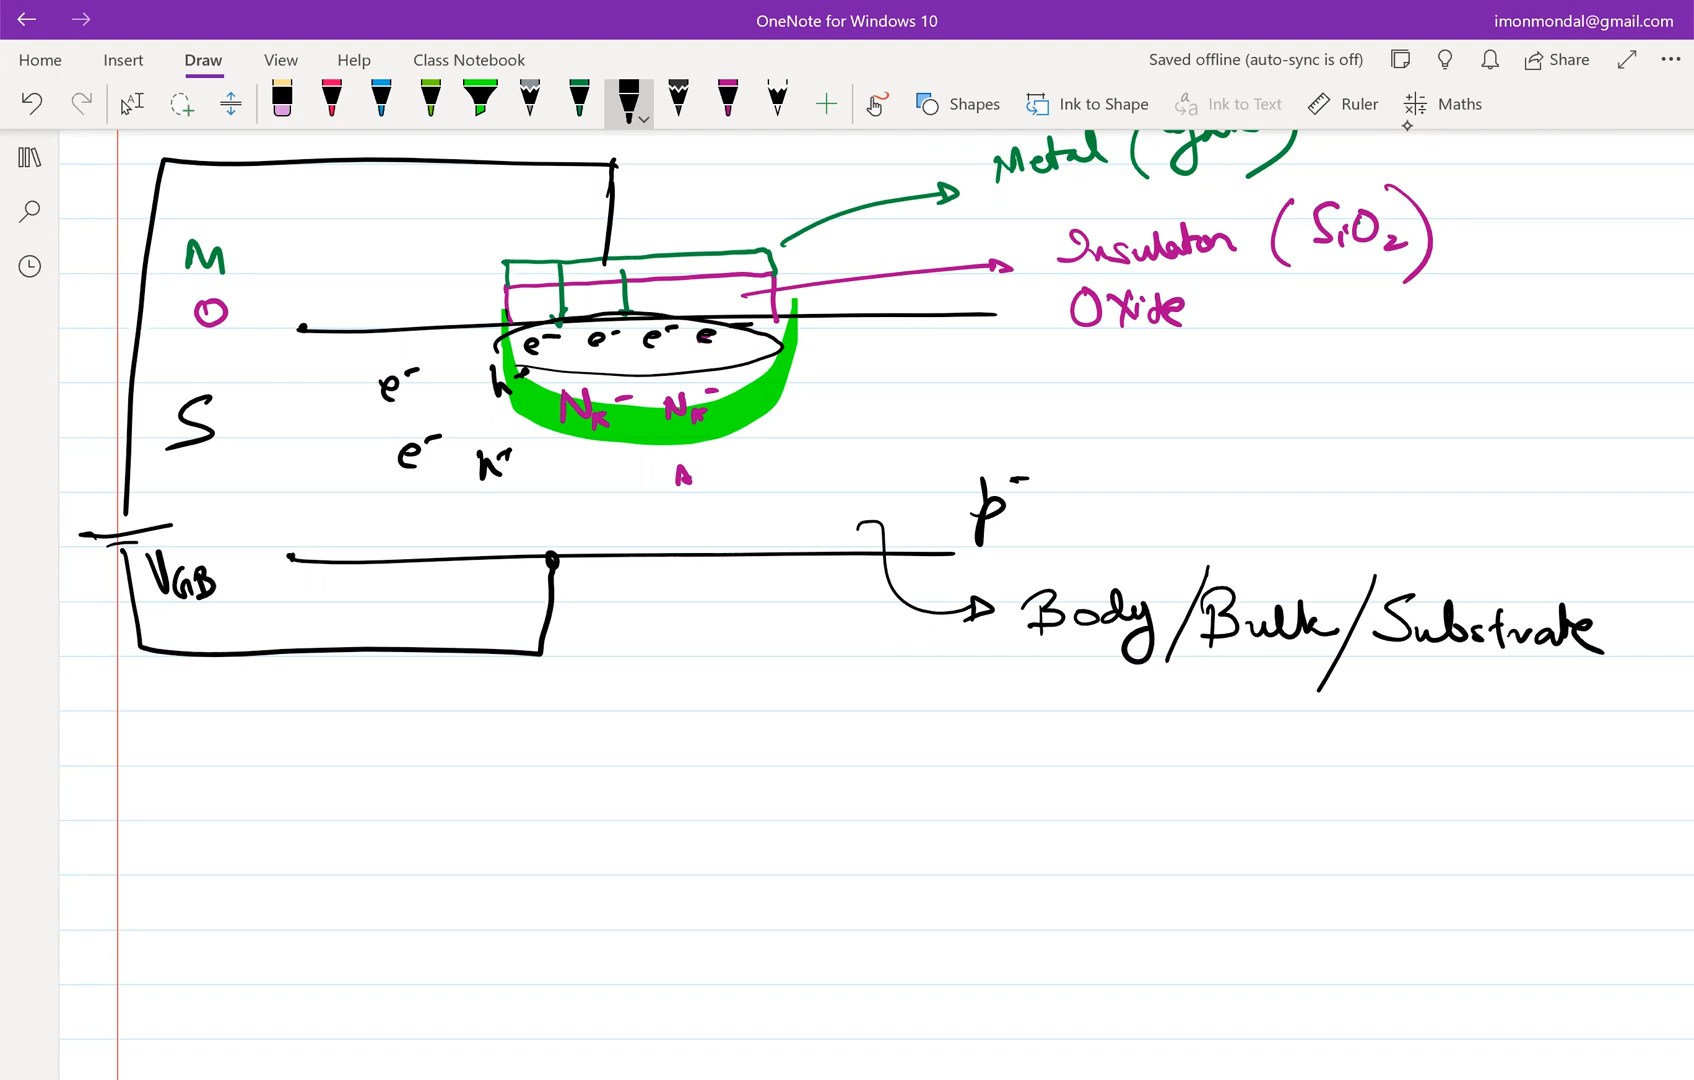 OneNote for Windows 10
imonmondal@gmail.com
Home Insert Draw View Help Class Notebook
Saved offline (auto-sync is off) Share
Shapes Ink to Shape Ink to Text Ruler Maths
Metal (
Insulator (SiO2)
Oxide
M
O
S
e- e- e- e-
e- h+
e- h+
NA- NA-
A
p-
VGB
Body/Bulk/Substrate